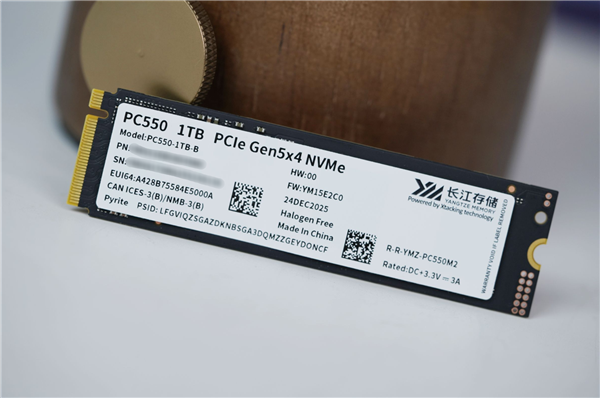 PC550 1TB PCIe Gen5x4 NVMe
Model:PC550-1TB-B
PN:
SN:
EUI64:A428B75584E5000A
CAN ICES-3(B)/NMB-3(B)
Pyrite PSID: LFGVIQZSGAZDKNBSGA3DQMZZGEYDONCF
HW:00
FW:YM15E2C0
24DEC2025
Halogen Free
Made In China
长江存储
YANGTZE MEMORY
Powered by Xtacking technology
R-R-YMZ-PC550M2
Rated:DC+3.3V⎓3A
WARRANTY VOID IF LABEL REMOVED